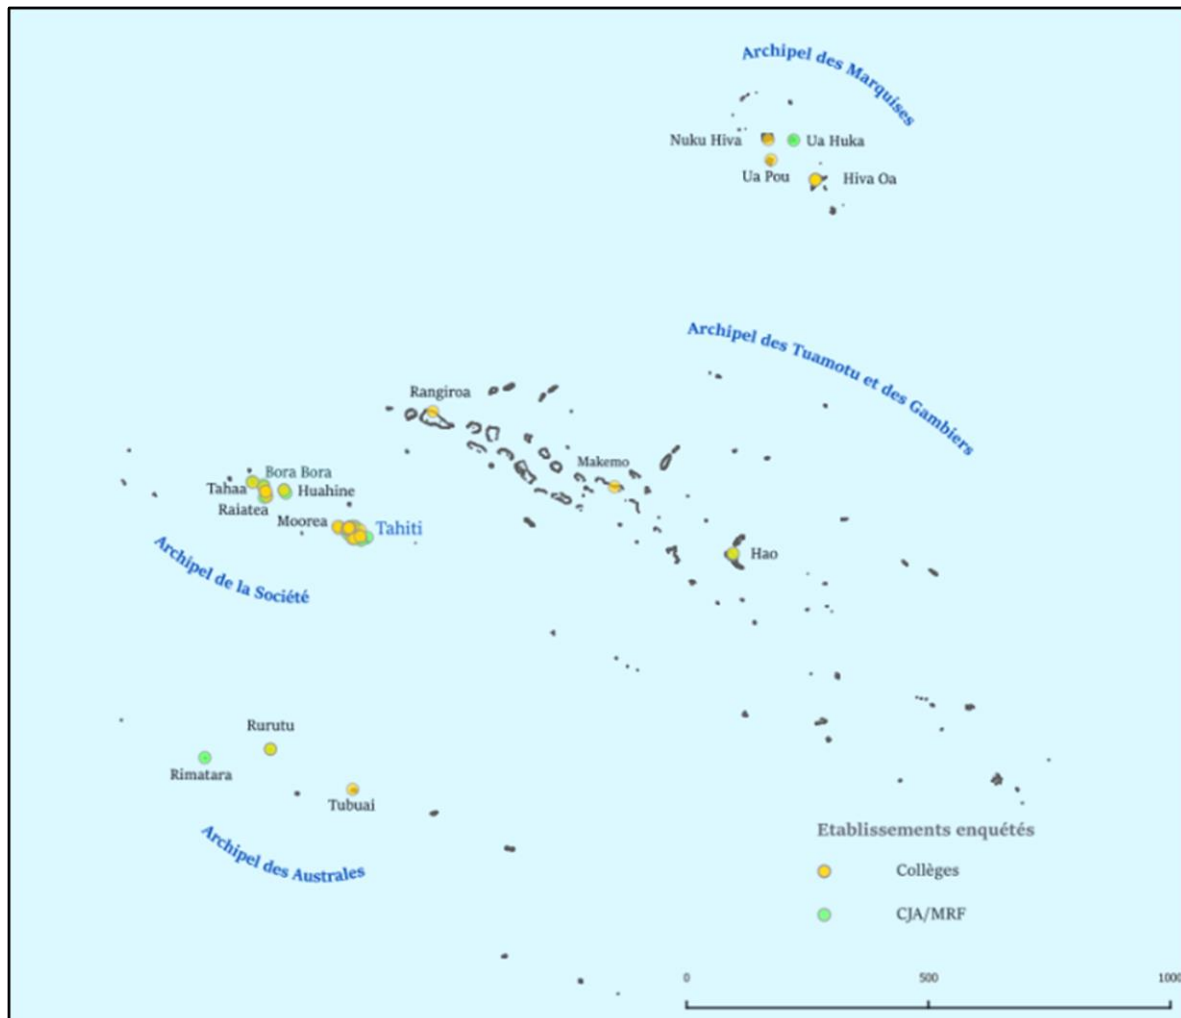 Archipel des Marquises
Nuku Hiva
Ua Huka
Ua Pou
Hiva Oa
Archipel des Tuamotu et des Gambiers
Rangiroa
Makemo
Bora Bora
Tahaa
Huahine
Raiatea
Moorea
Tahiti
Hao
Archipel de la Société
Rurutu
Rimatara
Tubuai
Archipel des Australes
Etablissements enquétés
Collèges
CJA/MRF
0 500 1000